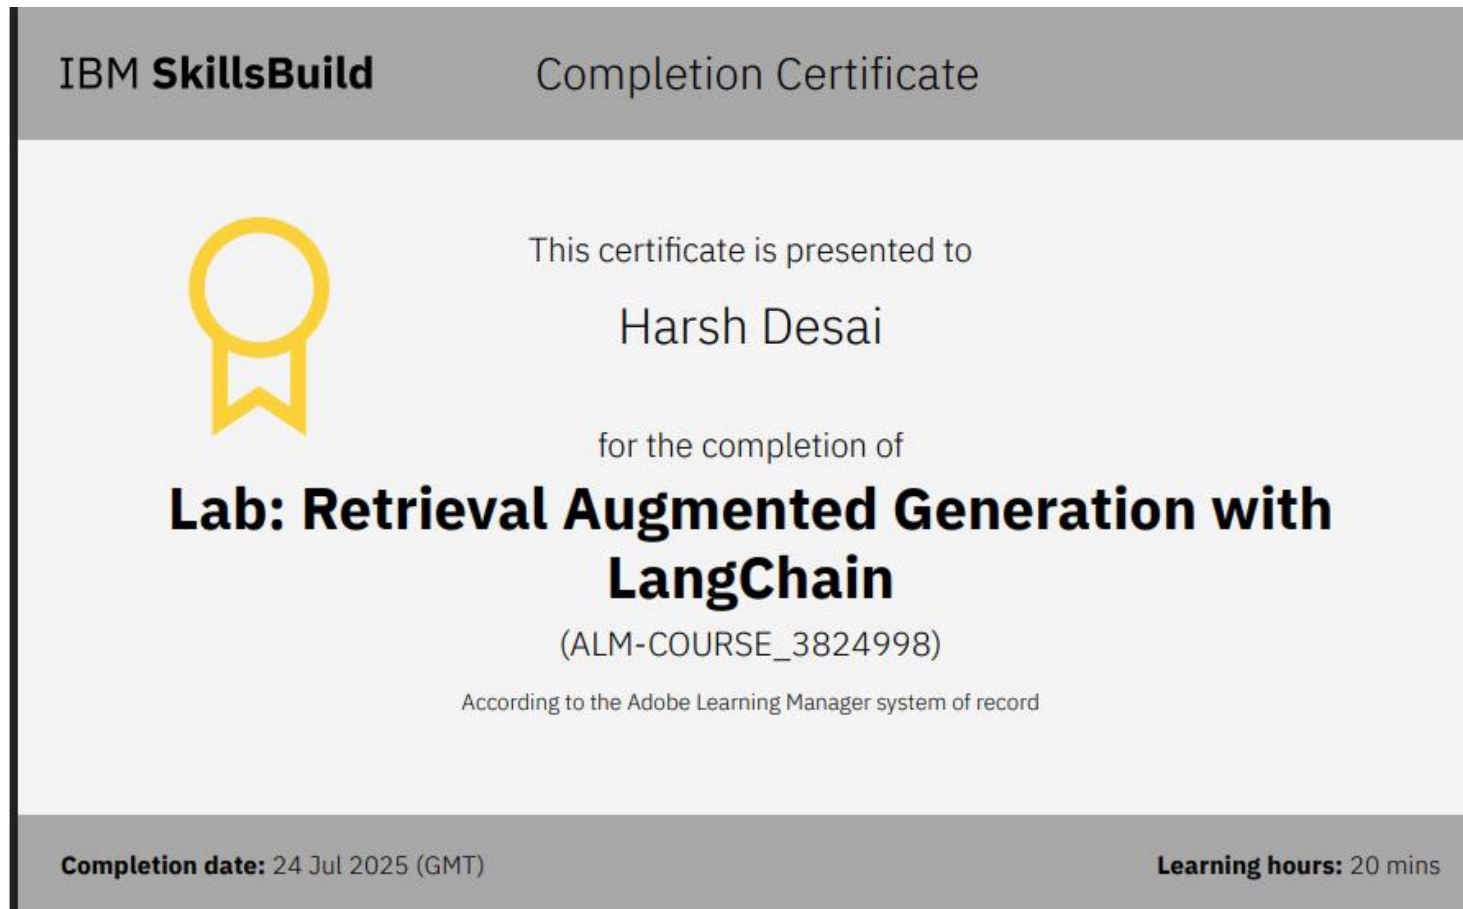 IBM SkillsBuild
Completion Certificate
This certificate is presented to
Harsh Desai
for the completion of
Lab: Retrieval Augmented Generation with
LangChain
(ALM-COURSE_3824998)
According to the Adobe Learning Manager system of record
Completion date: 24 Jul 2025 (GMT)
Learning hours: 20 mins